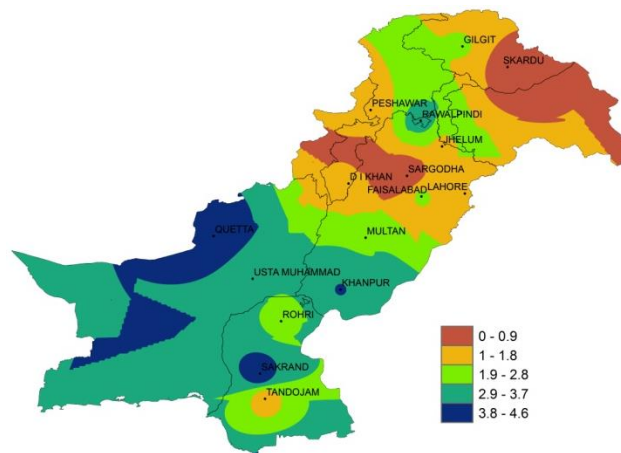 GILGIT
SKARDU
PESHAWAR
RAWALPINDI
JHELUM
SARGODHA
D I KHAN
FAISALABAD
LAHORE
MULTAN
QUETTA
USTA MUHAMMAD
KHANPUR
ROHRI
SAKRAND
TANDOJAM
0 - 0.9
1 - 1.8
1.9 - 2.8
2.9 - 3.7
3.8 - 4.6